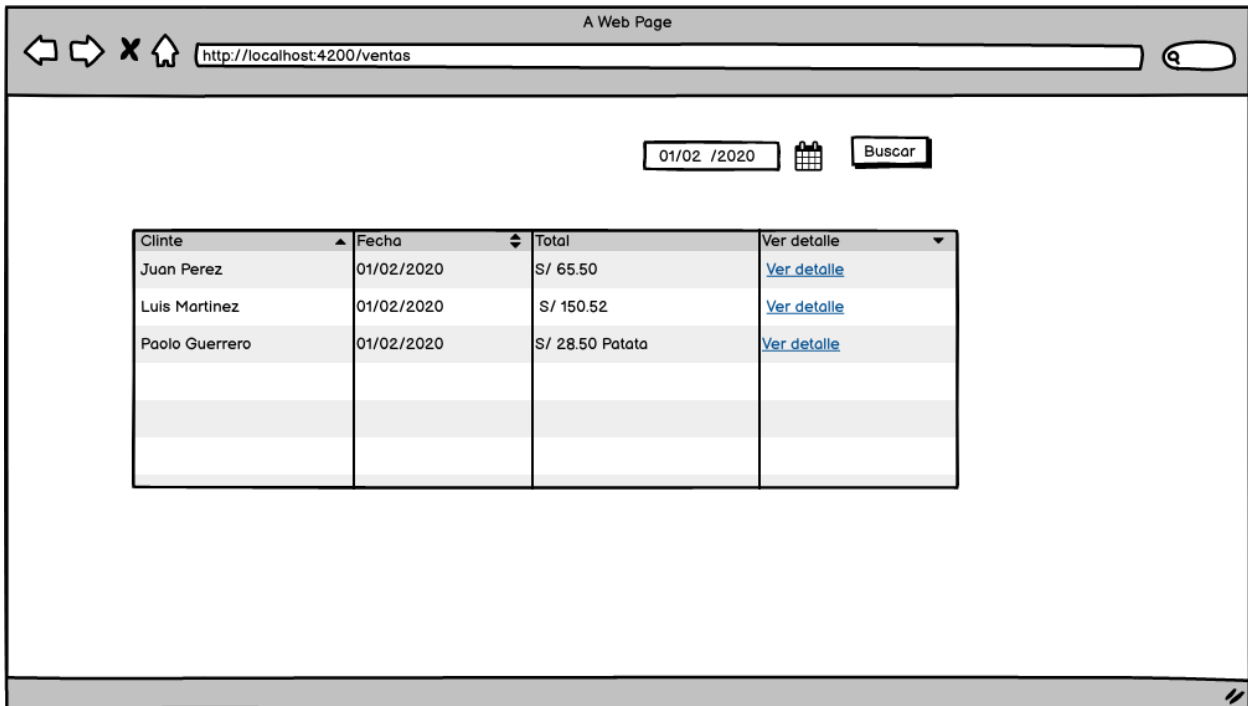 A Web Page
http://localhost:4200/ventas
01/02 /2020
Buscar
Clinte Fecha Total Ver detalle
Juan Perez 01/02/2020 S/ 65.50 Ver detalle
Luis Martinez 01/02/2020 S/ 150.52 Ver detalle
Paolo Guerrero 01/02/2020 S/ 28.50 Patata Ver detalle